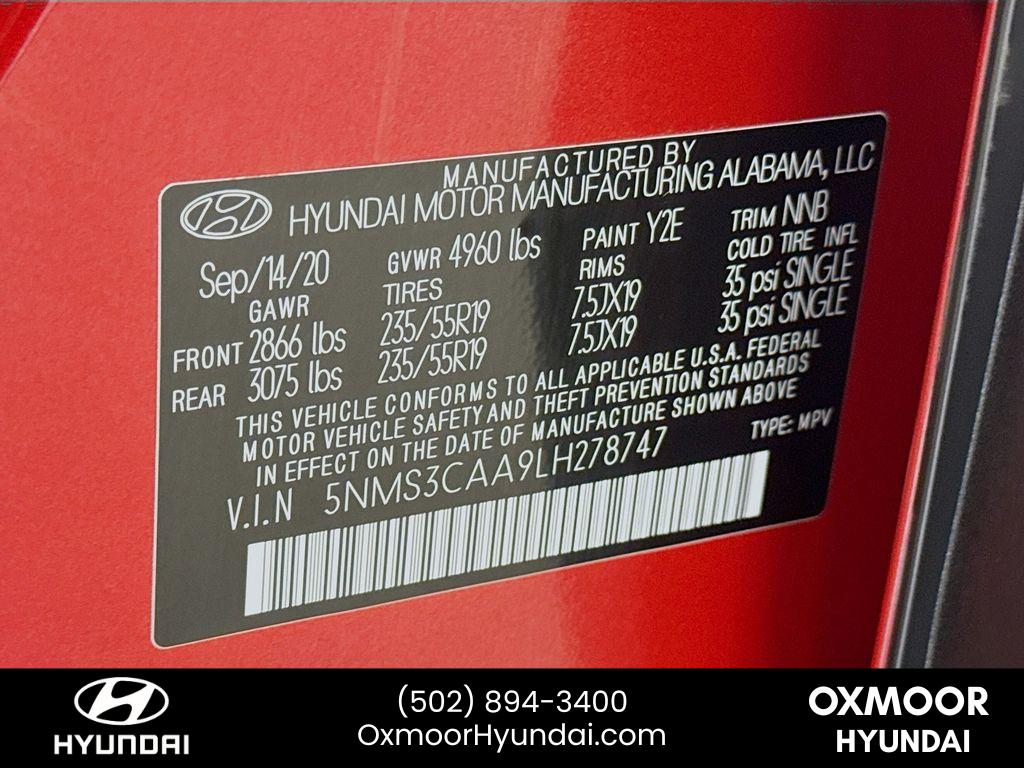 MANUFACTURED BY
HYUNDAI MOTOR MANUFACTURING ALABAMA, LLC
Sep/14/20 GVWR 4960 lbs PAINT Y2E TRIM NNB
GAWR TIRES RIMS COLD TIRE INFL
FRONT 2866 lbs 235/55R19 7.5JX19 35 psi SINGLE
REAR 3075 lbs 235/55R19 7.5JX19 35 psi SINGLE
THIS VEHICLE CONFORMS TO ALL APPLICABLE U.S.A. FEDERAL
MOTOR VEHICLE SAFETY AND THEFT PREVENTION STANDARDS
IN EFFECT ON THE DATE OF MANUFACTURE SHOWN ABOVE
V.I.N 5NMS3CAA9LH278747 TYPE: MPV
HYUNDAI
(502) 894-3400
OxmoorHyundai.com
OXMOOR
HYUNDAI